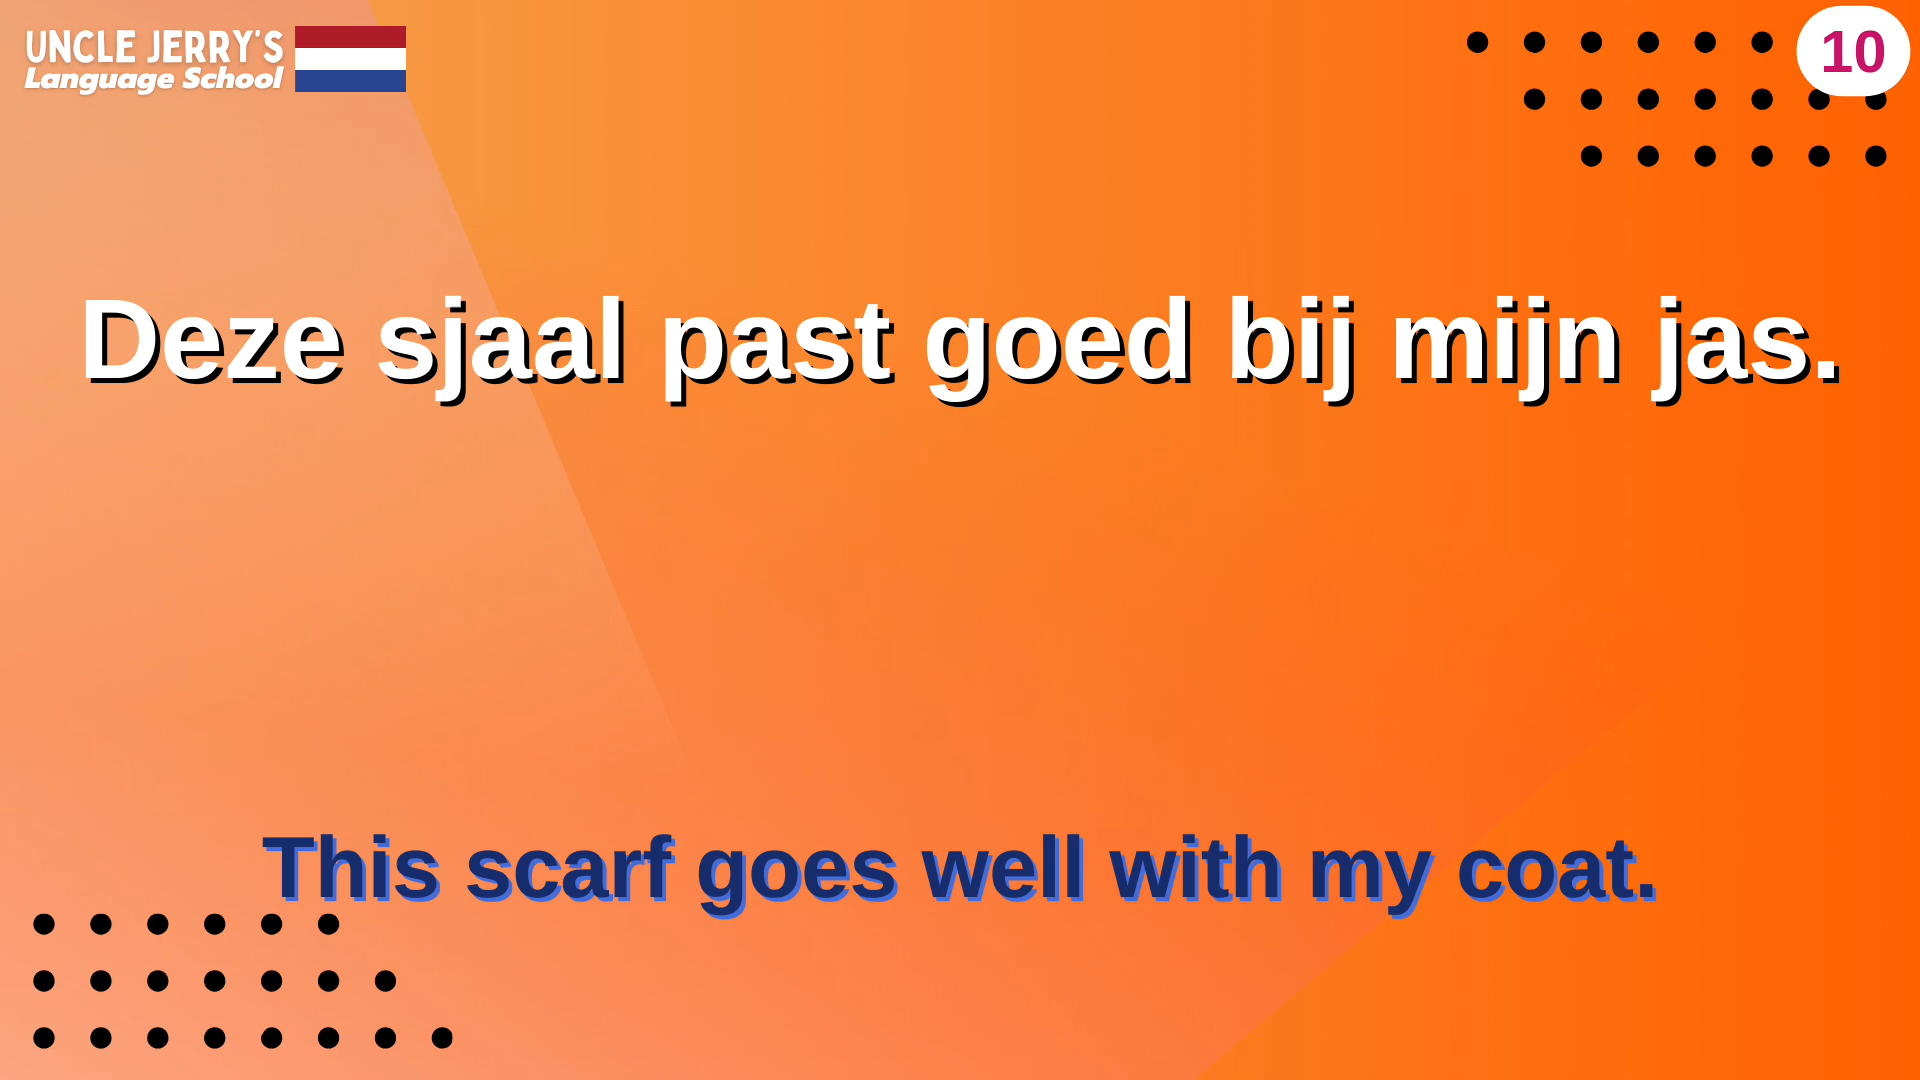 UNCLE JERRY'S
Language School
10
Deze sjaal past goed bij mijn jas.
This scarf goes well with my coat.